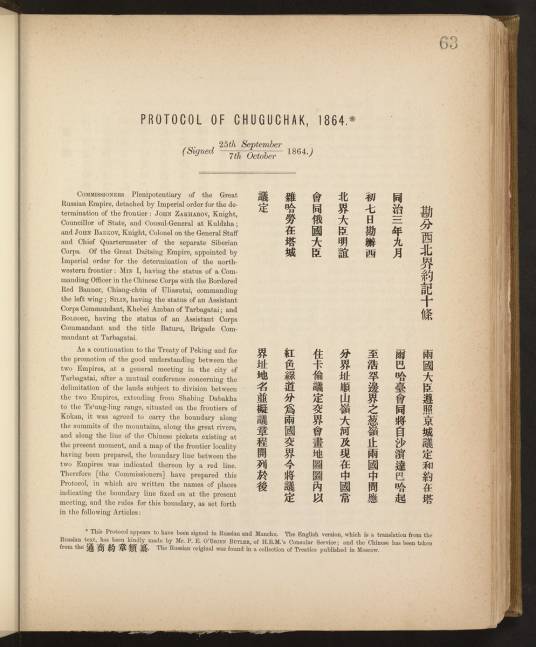 63
PROTOCOL OF CHUGUCHAK, 1864.*
(Signed 25th September / 7th October 1864.)
COMMISSIONERS Plenipotentiary of the Great
Russian Empire, detached by Imperial order for the de-
termination of the frontier: JOHN ZAKHAROV, Knight,
Councillor of State, and Consul-General at Kuldzha;
and JOHN BABKOV, Knight, Colonel on the General Staff
and Chief Quartermaster of the separate Siberian
Corps. Of the Great Daitsing Empire, appointed by
Imperial order for the determination of the north-
western frontier: MIN I, having the status of a Com-
manding Officer in the Chinese Corps with the Bordered
Red Banner, Chiang-chün of Uliasutai, commanding
the left wing; SILIN, having the status of an Assistant
Corps Commandant, Khebei Amban of Tarbagatai; and
BOLGOSU, having the status of an Assistant Corps
Commandant and the title Baturu, Brigade Com-
mandant at Tarbagatai.
As a continuation to the Treaty of Peking and for
the promotion of the good understanding between the
two Empires, at a general meeting in the city of
Tarbagatai, after a mutual conference concerning the
delimitation of the lands subject to division between the
two Empires, extending from Shabing Dabakha
to the Ts'ung-ling range, situated on the frontiers of
Kokan, it was agreed to carry the boundary along
the summits of the mountains, along the great rivers,
and along the line of the Chinese pickets existing at
the present moment, and a map of the frontier locality
having been prepared, the boundary line between the
two Empires was indicated thereon by a red line.
Therefore [the Commissioners] have prepared this
Protocol, in which are written the names of places
indicating the boundary line fixed on at the present
meeting, and the rules for this boundary, as set forth
in the following Articles:
勘分西北界約記十條
同治三年九月
初七日勘辦西
北界大臣明誼
會同俄國大臣
雜哈勞在塔城
議定
兩國大臣遵照京城議定和約在塔
爾巴哈臺會同將自沙濱達巴哈起
至浩罕邊界之葱嶺止兩國中間應
分界址順山嶺大河及現在中國常
住卡倫議定交界會畫地圖圖內以
紅色線道分爲兩國交界今將議定
界址地名並擬議章程開列於後
* This Protocol appears to have been signed in Russian and Manchu. The English version, which is a translation from the
Russian text, has been kindly made by Mr. P. E. O'BRIEN BUTLER, of H.B.M.'s Consular Service; and the Chinese has been taken
from the 通商約章類纂. The Russian original was found in a collection of Treaties published in Moscow.